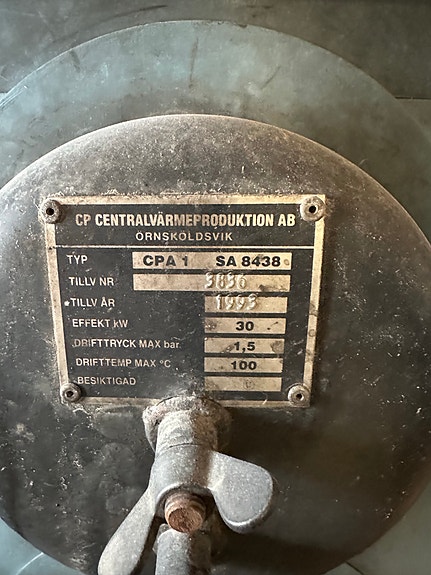 CP CENTRALVÄRMEPRODUKTION AB
ÖRNSKÖLDSVIK
TYP CPA 1 SA 8438
TILLV NR 5836
TILLV ÅR 1993
EFFEKT kW 30
DRIFTTRYCK MAX bar 1,5
DRIFTTEMP MAX °C 100
BESIKTIGAD